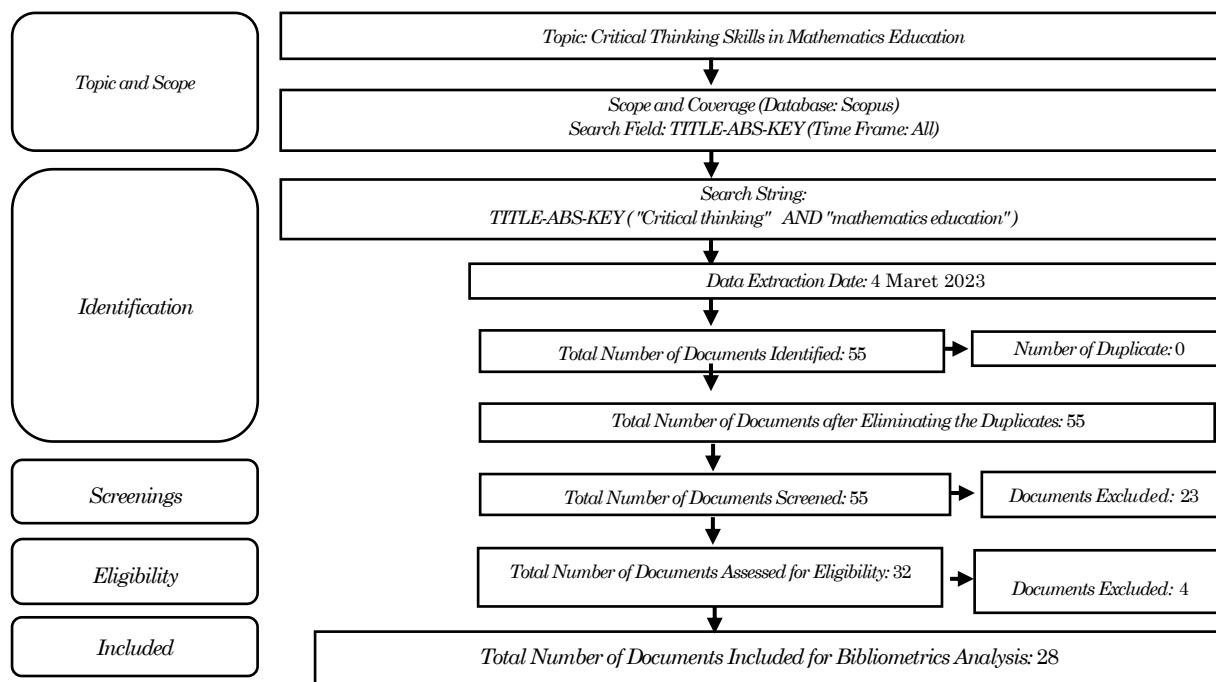 Topic and Scope
Topic: Critical Thinking Skills in Mathematics Education
Scope and Coverage (Database: Scopus)
Search Field: TITLE-ABS-KEY (Time Frame: All)
Identification
Search String:
TITLE-ABS-KEY ( "Critical thinking" AND "mathematics education" )
Data Extraction Date: 4 Maret 2023
Total Number of Documents Identified: 55
Number of Duplicate: 0
Total Number of Documents after Eliminating the Duplicates: 55
Screenings
Total Number of Documents Screened: 55
Documents Excluded: 23
Eligibility
Total Number of Documents Assessed for Eligibility: 32
Documents Excluded: 4
Included
Total Number of Documents Included for Bibliometrics Analysis: 28